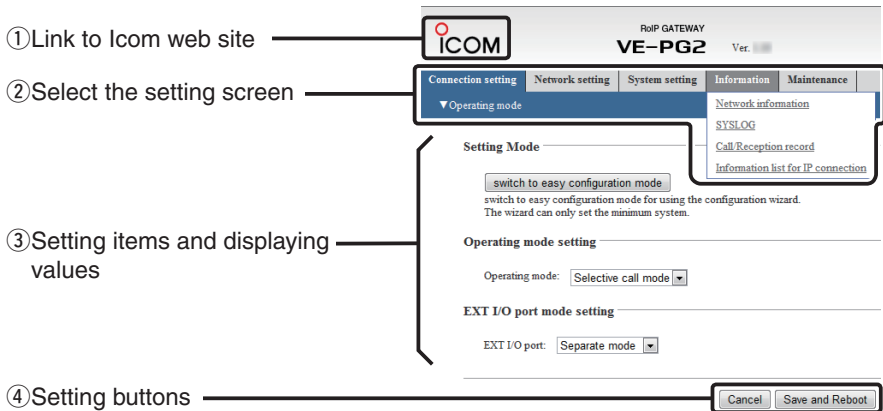 ①Link to Icom web site
ICOM
RoIP GATEWAY
VE-PG2
Ver.
②Select the setting screen
Connection setting
Network setting
System setting
Information
Maintenance
▼Operating mode
Network information
SYSLOG
Call/Reception record
Information list for IP connection
③Setting items and displaying
values
Setting Mode
switch to easy configuration mode
switch to easy configuration mode for using the configuration wizard.
The wizard can only set the minimum system.
Operating mode setting
Operating mode: Selective call mode
EXT I/O port mode setting
EXT I/O port: Separate mode
④Setting buttons
Cancel
Save and Reboot